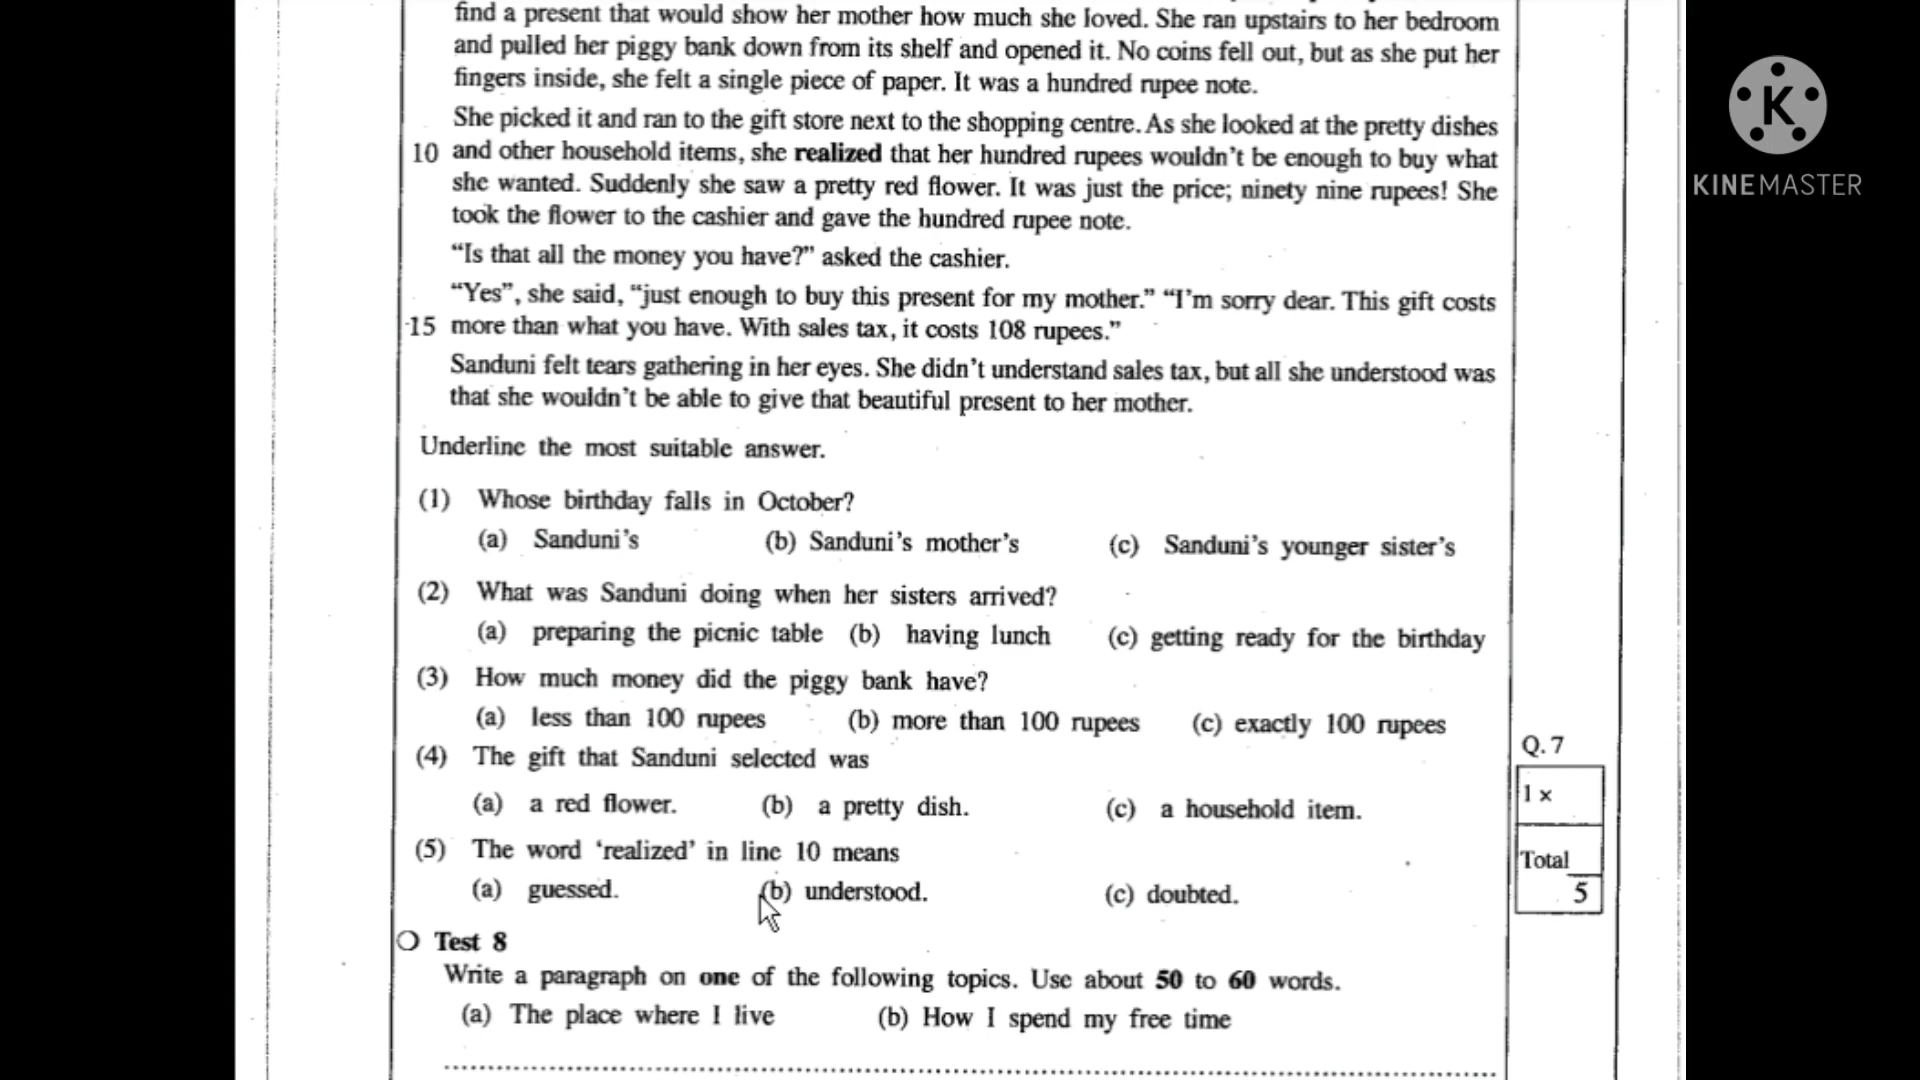 find a present that would show her mother how much she loved. She ran upstairs to her bedroom
and pulled her piggy bank down from its shelf and opened it. No coins fell out, but as she put her
fingers inside, she felt a single piece of paper. It was a hundred rupee note.
She picked it and ran to the gift store next to the shopping centre. As she looked at the pretty dishes
10 and other household items, she realized that her hundred rupees wouldn't be enough to buy what
she wanted. Suddenly she saw a pretty red flower. It was just the price; ninety nine rupees! She
took the flower to the cashier and gave the hundred rupee note.
"Is that all the money you have?" asked the cashier.
"Yes", she said, "just enough to buy this present for my mother." "I'm sorry dear. This gift costs
15 more than what you have. With sales tax, it costs 108 rupees."
Sanduni felt tears gathering in her eyes. She didn't understand sales tax, but all she understood was
that she wouldn't be able to give that beautiful present to her mother.
Underline the most suitable answer.
(1) Whose birthday falls in October?
(a) Sanduni's (b) Sanduni's mother's (c) Sanduni's younger sister's
(2) What was Sanduni doing when her sisters arrived?
(a) preparing the picnic table (b) having lunch (c) getting ready for the birthday
(3) How much money did the piggy bank have?
(a) less than 100 rupees (b) more than 100 rupees (c) exactly 100 rupees
(4) The gift that Sanduni selected was
(a) a red flower. (b) a pretty dish. (c) a household item.
(5) The word 'realized' in line 10 means
(a) guessed. (b) understood. (c) doubted.
Q. 7
1 ×
Total
5
Test 8
Write a paragraph on one of the following topics. Use about 50 to 60 words.
(a) The place where I live (b) How I spend my free time
K
KINEMASTER